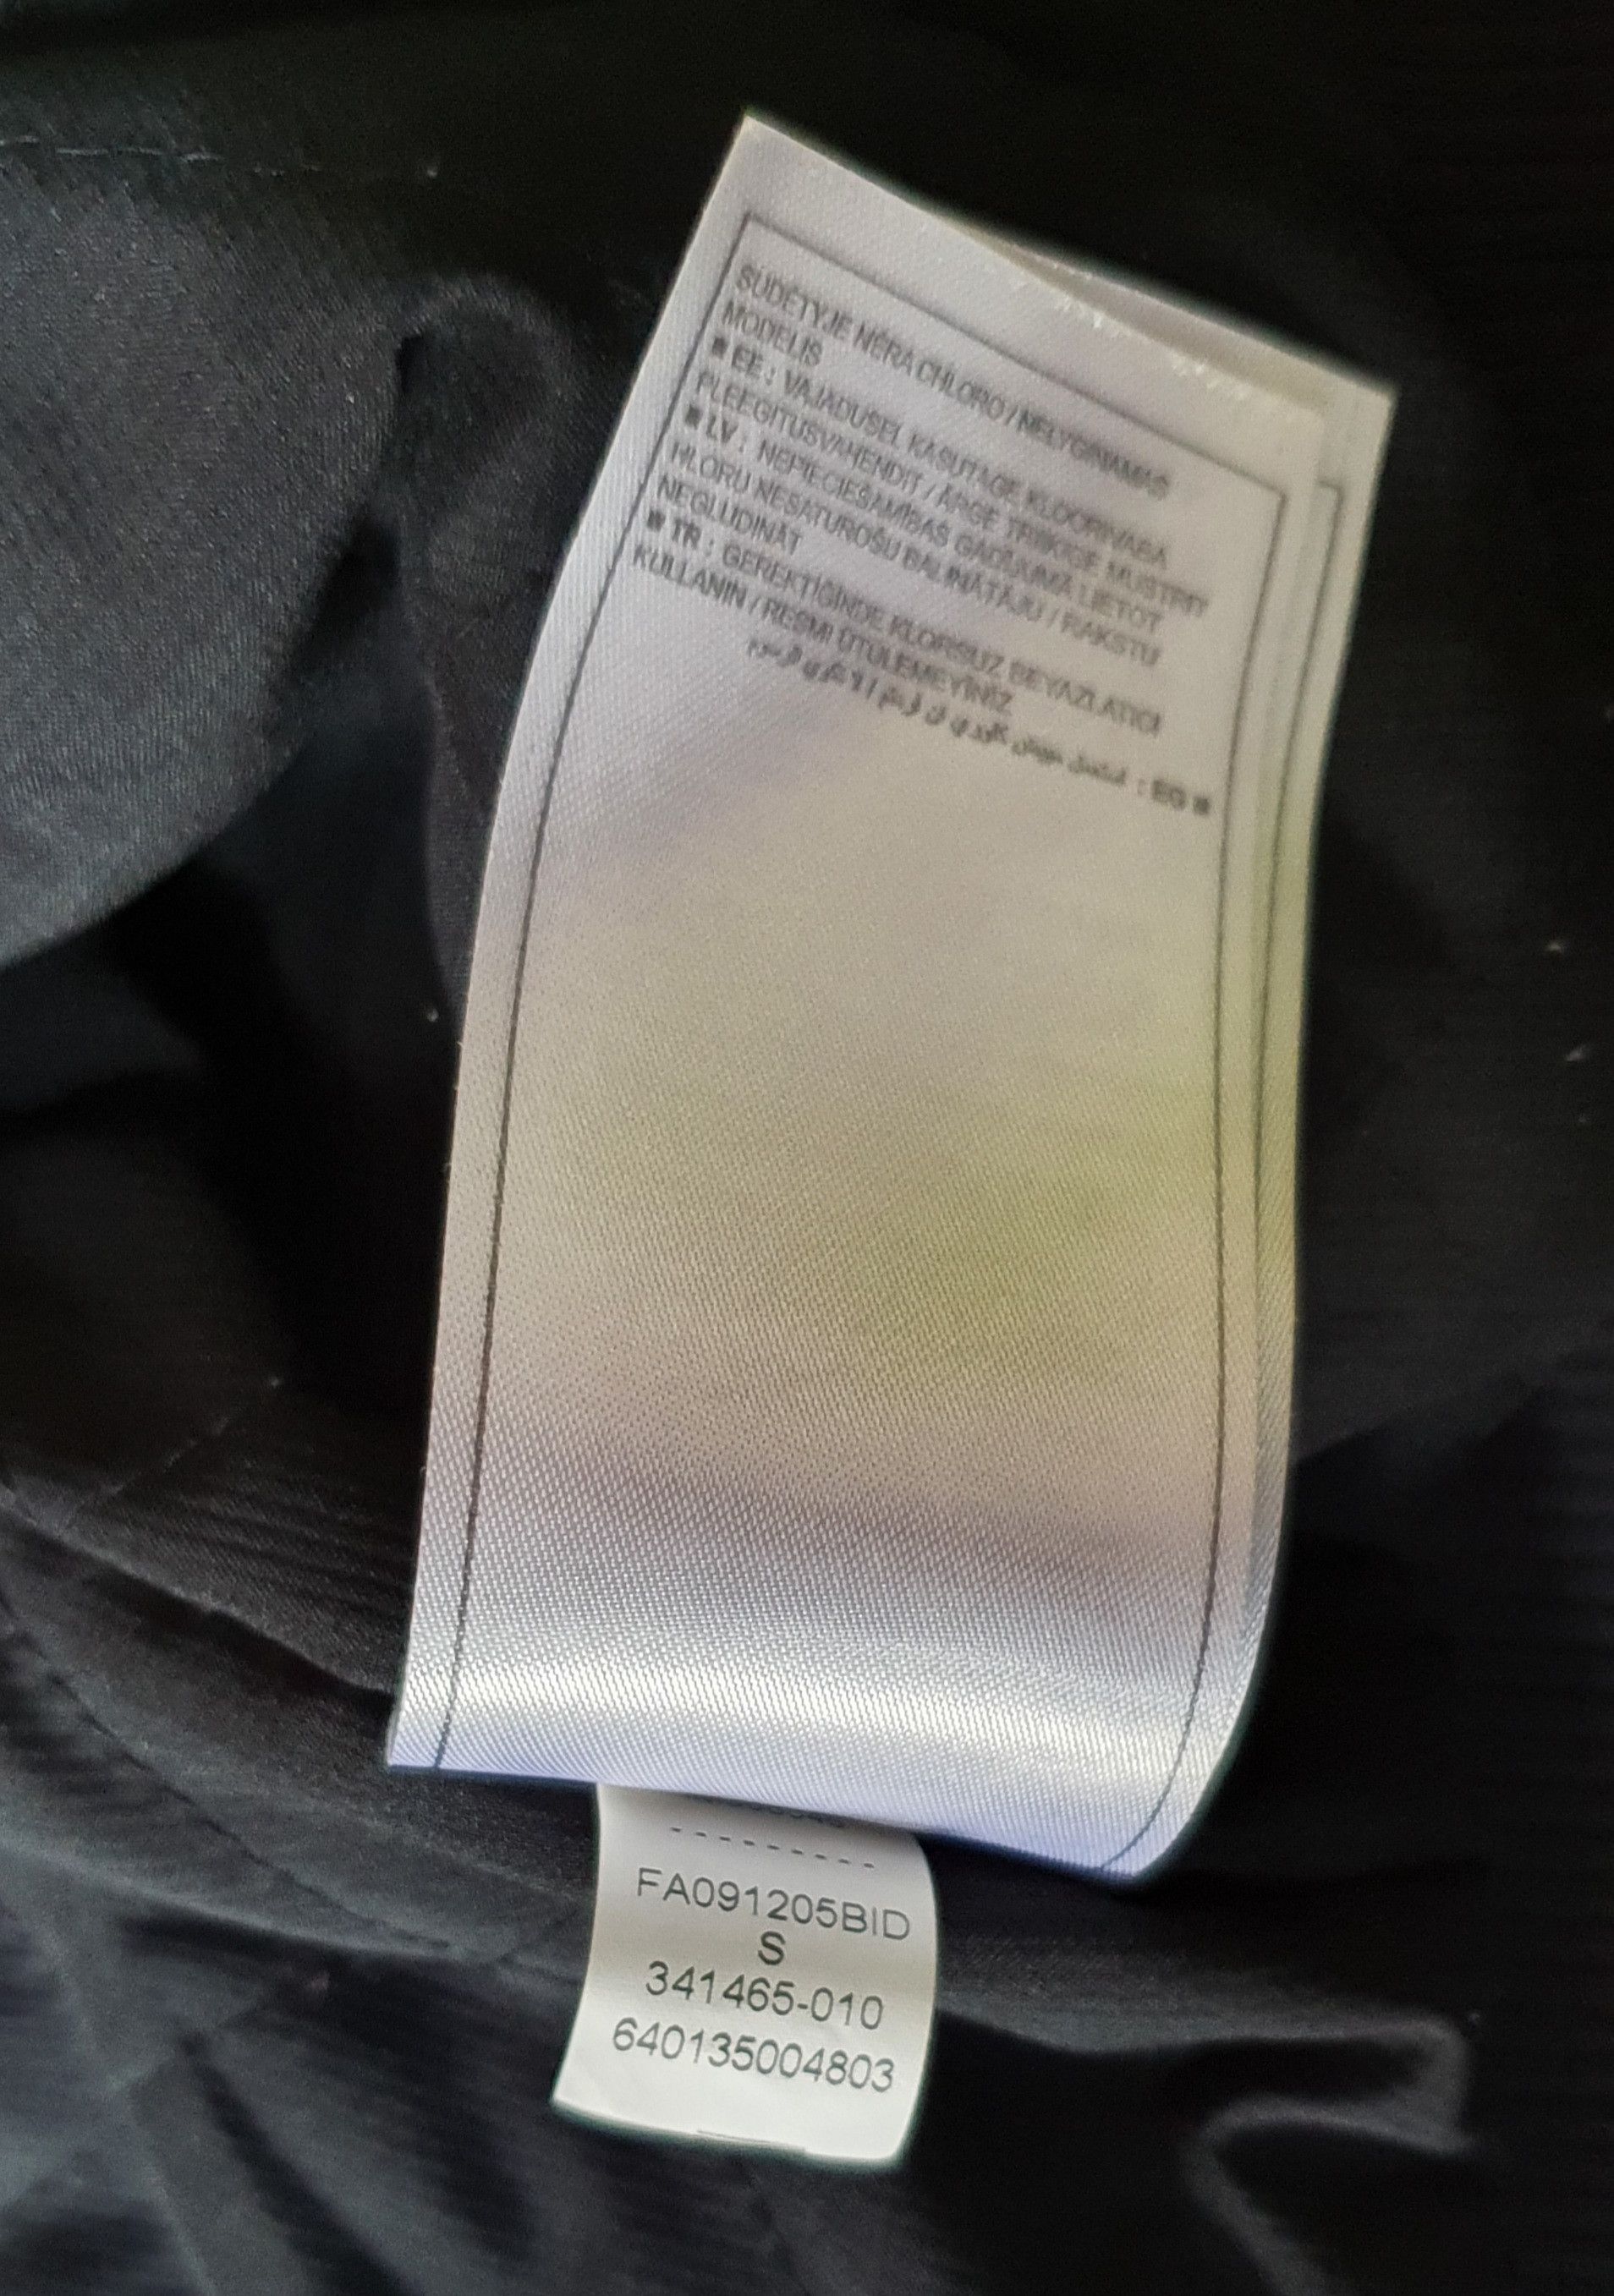 SUDĖTYJE NĖRA CHLORO / NELYGINAMAS
MODELIS
■ EE : VAJADUSEL KASUTAGE KLOORIVABA
PLEEGITUSVAHENDIT / ÄRGE TRIIKIGE MUSTRIT
■ LV : NEPIECIEŠAMĪBAS GADĪJUMĀ LIETOT
HLORU NESATUROŠU BALINĀTĀJU / RAKSTU
NEGLUDINĀT
■ TR : GEREKTİĞİNDE KLORSUZ BEYAZLATICI
KULLANIN / RESMİ ÜTÜLEMEYİNİZ
■ EG :
---------
FA091205BID
S
341465-010
640135004803